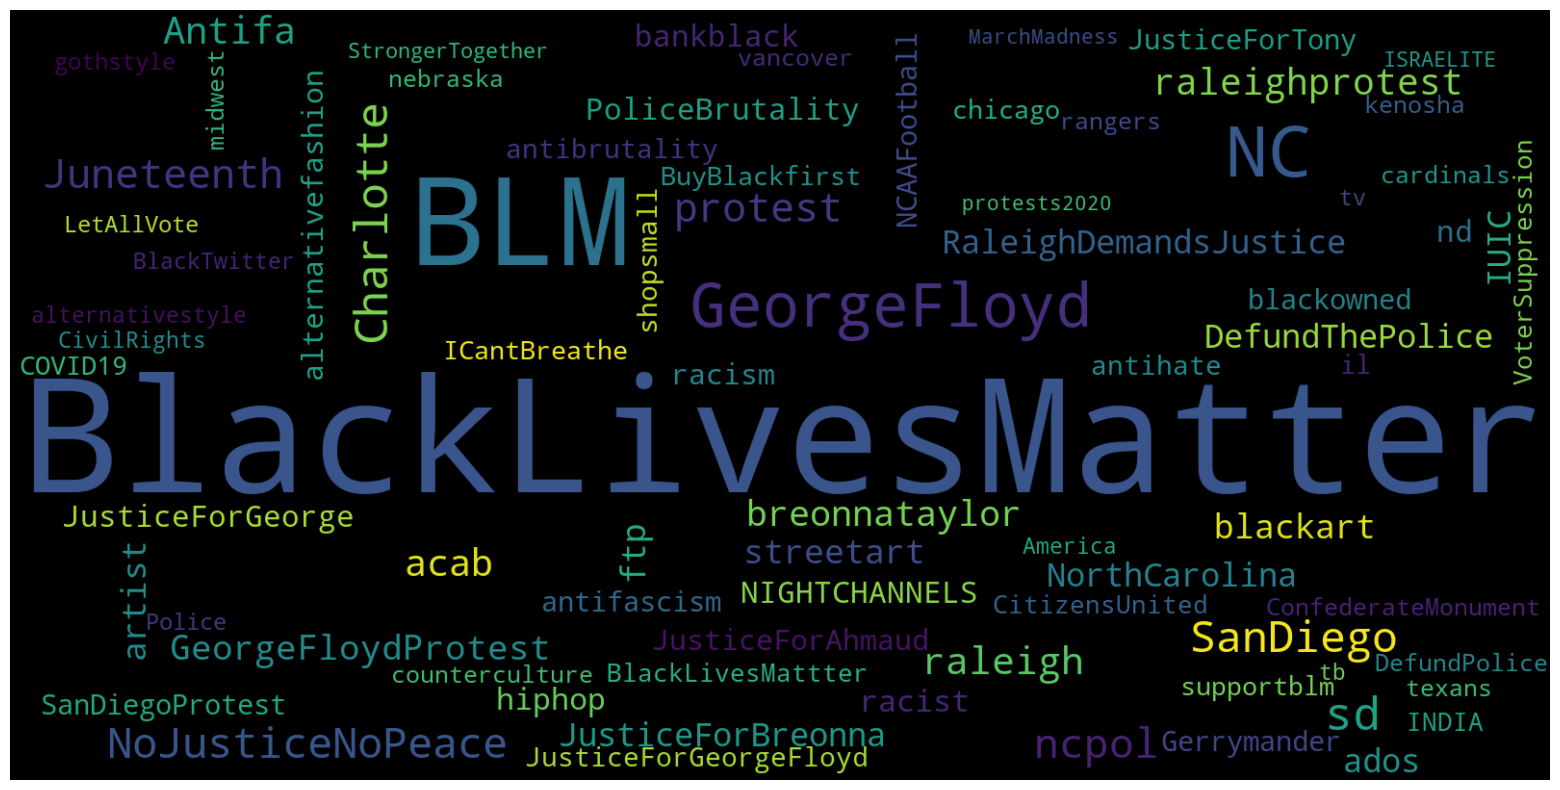 Antifa
StrongerTogether
bankblack
MarchMadness
JusticeForTony
gothstyle
midwest
nebraska
vancover
NCAAFootball
ISRAELITE
raleighprotest
alternativefashion
Charlotte
PoliceBrutality
chicago
rangers
kenosha
Juneteenth
antibrutality
NC
BLM
BuyBlackfirst
cardinals
VoterSuppression
LetAllVote
shopsmall
protest
protests2020
tv
BlackTwitter
RaleighDemandsJustice
nd
IUIC
alternativestyle
GeorgeFloyd
blackowned
CivilRights
DefundThePolice
COVID19
ICantBreathe
racism
antihate
il
BlackLivesMatter
JusticeForGeorge
breonnataylor
blackart
artist
acab
ftp
streetart
America
NIGHTCHANNELS
NorthCarolina
Police
antifascism
CitizensUnited
ConfederateMonument
GeorgeFloydProtest
JusticeForAhmaud
SanDiego
counterculture
BlackLivesMattter
raleigh
tb
DefundPolice
SanDiegoProtest
hiphop
racist
supportblm
texans
NoJusticeNoPeace
JusticeForBreonna
sd
INDIA
JusticeForGeorgeFloyd
ncpol
Gerrymander
ados